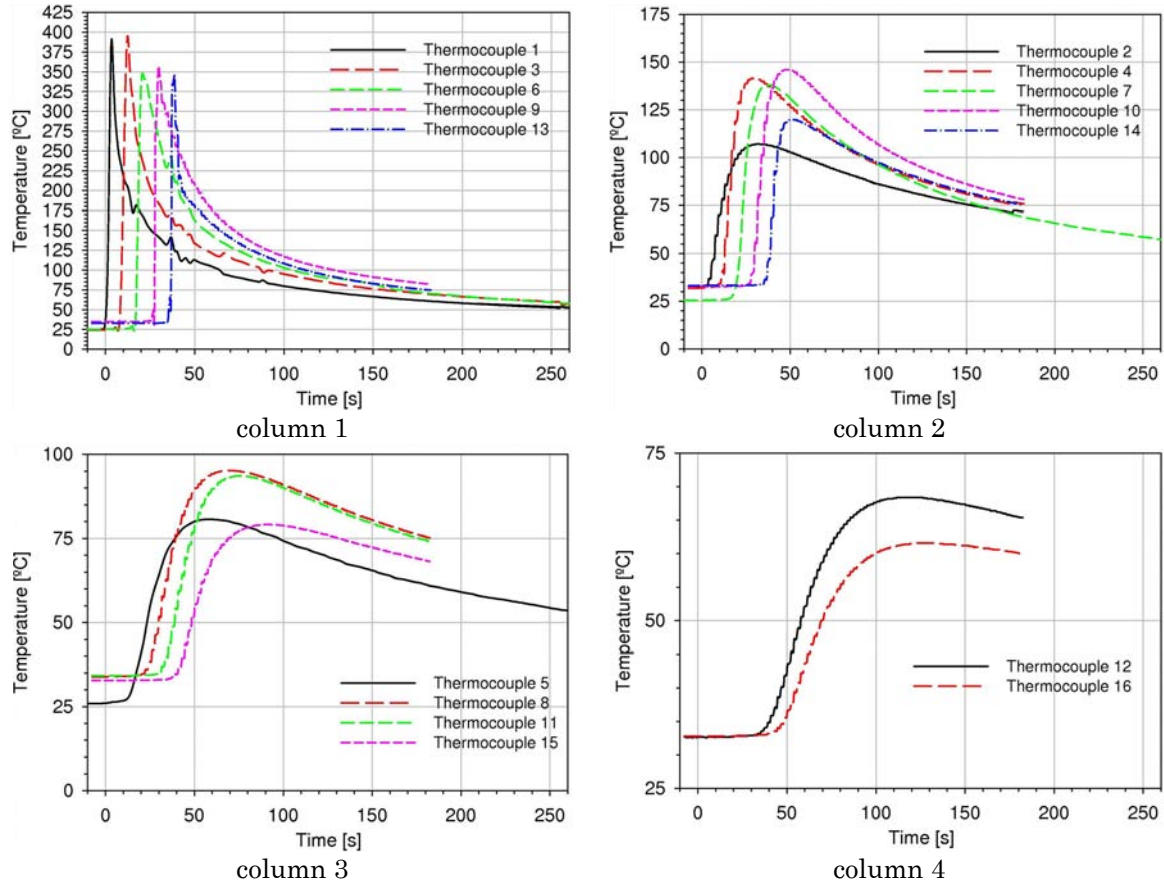 425
400
375
350
325
300
275
250
225
200
175
150
125
100
75
50
25
0
Temperature [ºC]
Thermocouple 1
Thermocouple 3
Thermocouple 6
Thermocouple 9
Thermocouple 13
0 50 100 150 200 250
Time [s]
column 1
175
150
125
100
75
50
25
0
Temperature [ºC]
Thermocouple 2
Thermocouple 4
Thermocouple 7
Thermocouple 10
Thermocouple 14
0 50 100 150 200 250
Time [s]
column 2
100
75
50
25
0
Temperature [ºC]
Thermocouple 5
Thermocouple 8
Thermocouple 11
Thermocouple 15
0 50 100 150 200 250
Time [s]
column 3
75
50
25
Temperature [ºC]
Thermocouple 12
Thermocouple 16
0 50 100 150 200 250
Time [s]
column 4